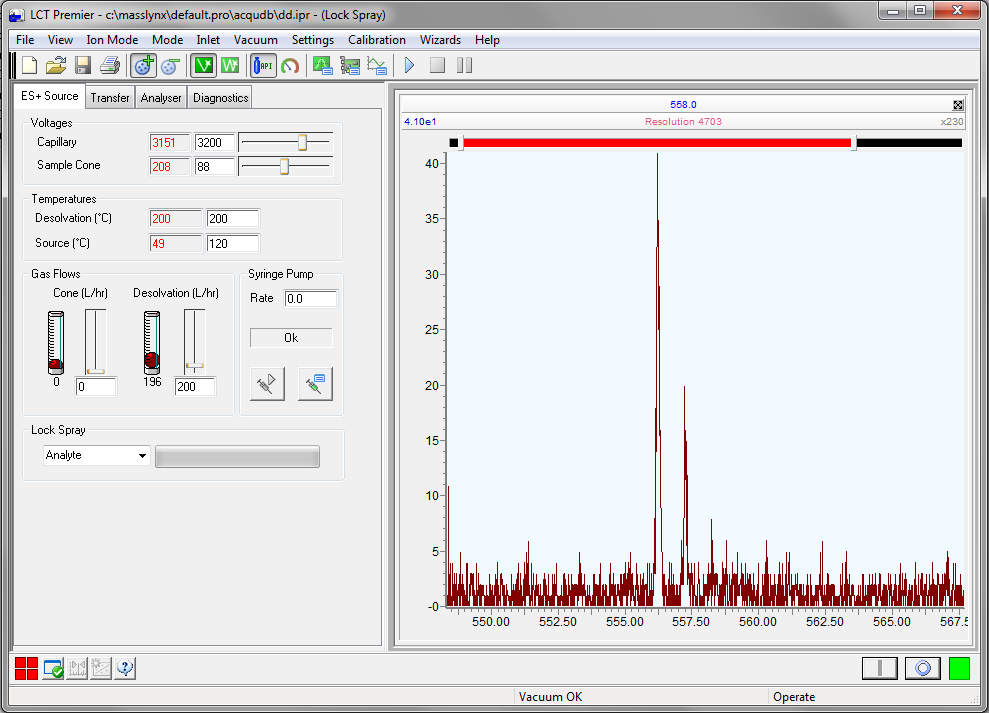 LCT Premier - c:\masslynx\default.pro\acqudb\dd.ipr - (Lock Spray)
File View Ion Mode Mode Inlet Vacuum Settings Calibration Wizards Help
API
ES+ Source Transfer Analyser Diagnostics
Voltages
Capillary 3151 3200
Sample Cone 208 88
Temperatures
Desolvation (°C) 200 200
Source (°C) 49 120
Gas Flows
Cone (L/hr) Desolvation (L/hr)
0 0 196 200
Syringe Pump
Rate 0.0
Ok
Lock Spray
Analyte
558.0
4.10e1 Resolution 4703 x230
40
35
30
25
20
15
10
5
-0
550.00 552.50 555.00 557.50 560.00 562.50 565.00 567.5
Vacuum OK Operate